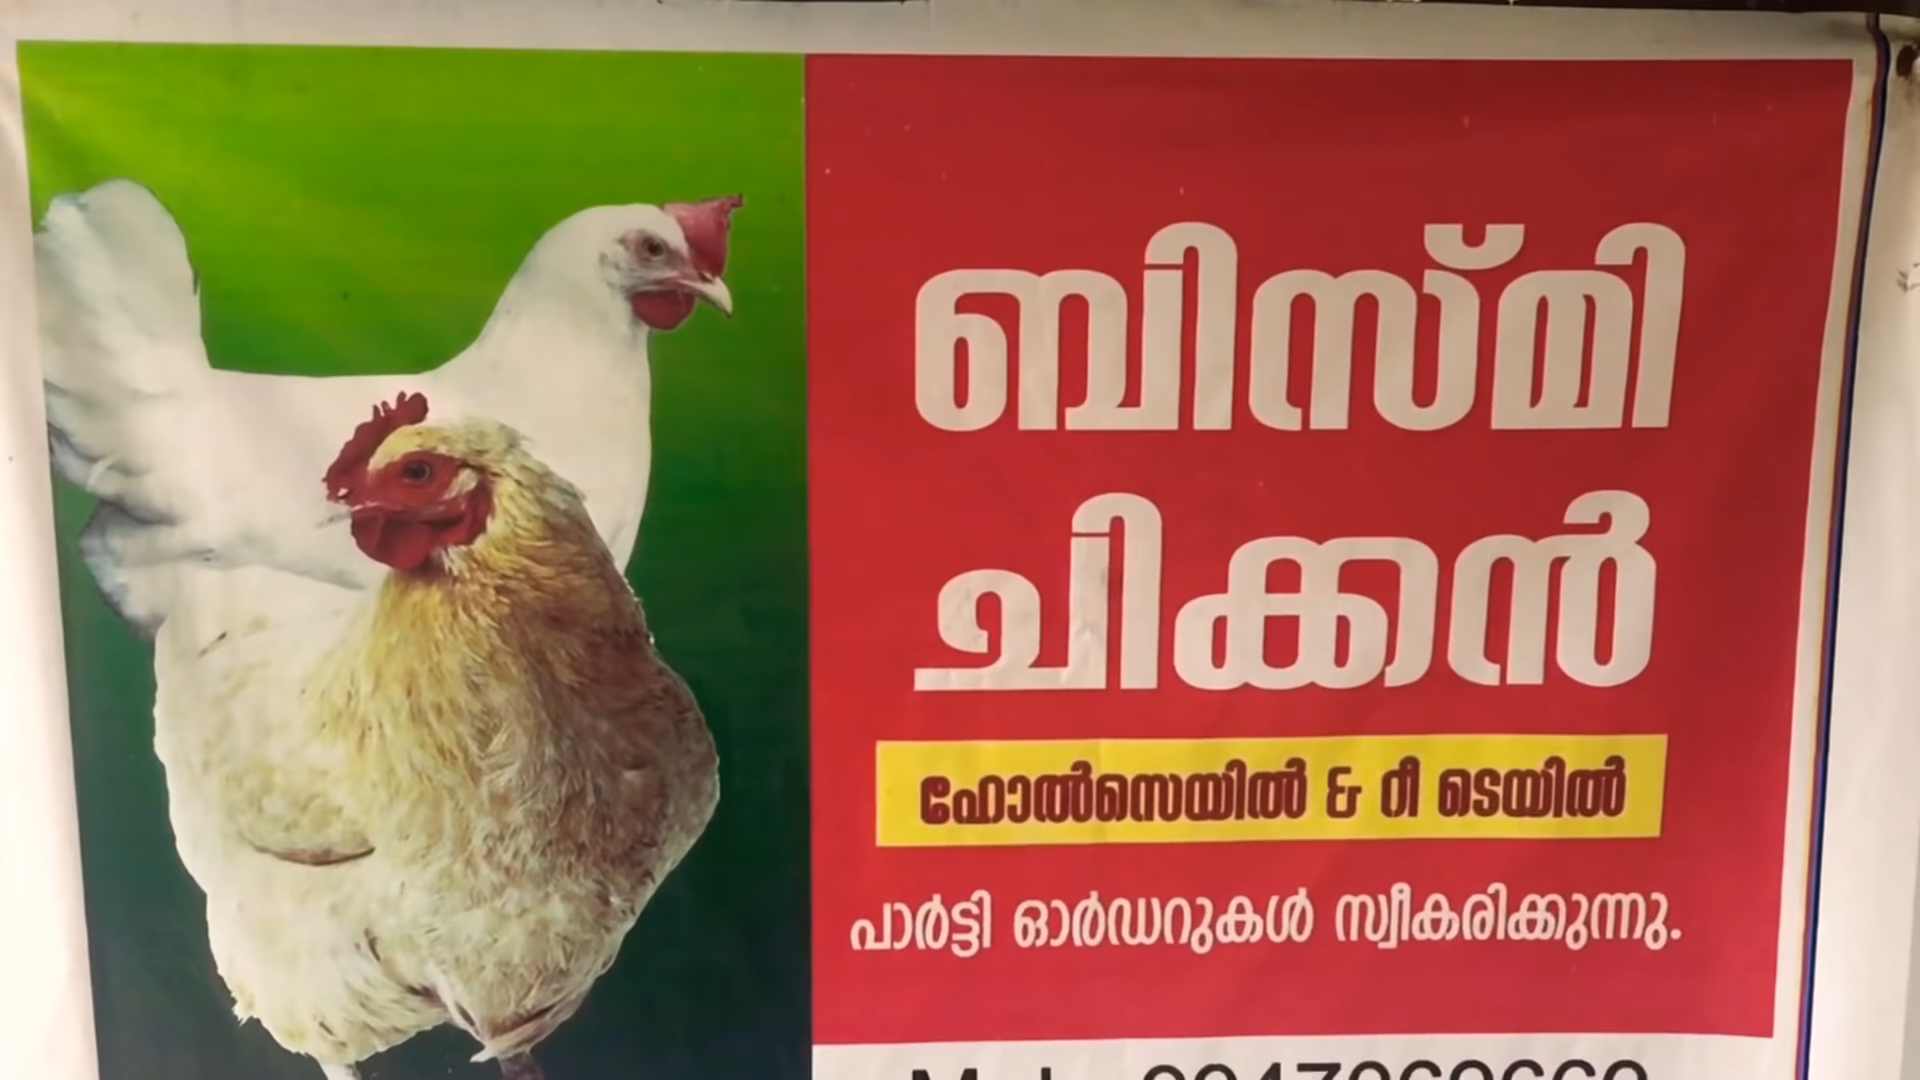 ബിസ്മി
ചിക്കൻ
ഹോൽസെയിൽ & റീ ടെയിൽ
പാർട്ടി ഓർഡറുകൾ സ്വീകരിക്കുന്നു.